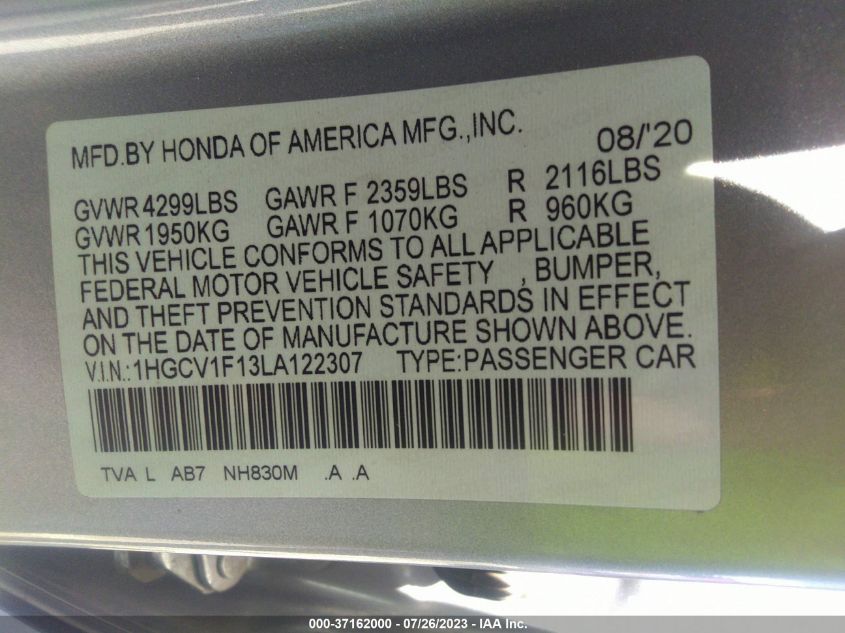 MFD.BY HONDA OF AMERICA MFG.,INC. 08/'20
GVWR 4299LBS GAWR F 2359LBS R 2116LBS
GVWR 1950KG GAWR F 1070KG R 960KG
THIS VEHICLE CONFORMS TO ALL APPLICABLE
FEDERAL MOTOR VEHICLE SAFETY , BUMPER,
AND THEFT PREVENTION STANDARDS IN EFFECT
ON THE DATE OF MANUFACTURE SHOWN ABOVE.
V.I.N.:1HGCV1F13LA122307 TYPE:PASSENGER CAR
TVA L AB7 NH830M .A .A
000-37162000 - 07/26/2023 - IAA Inc.